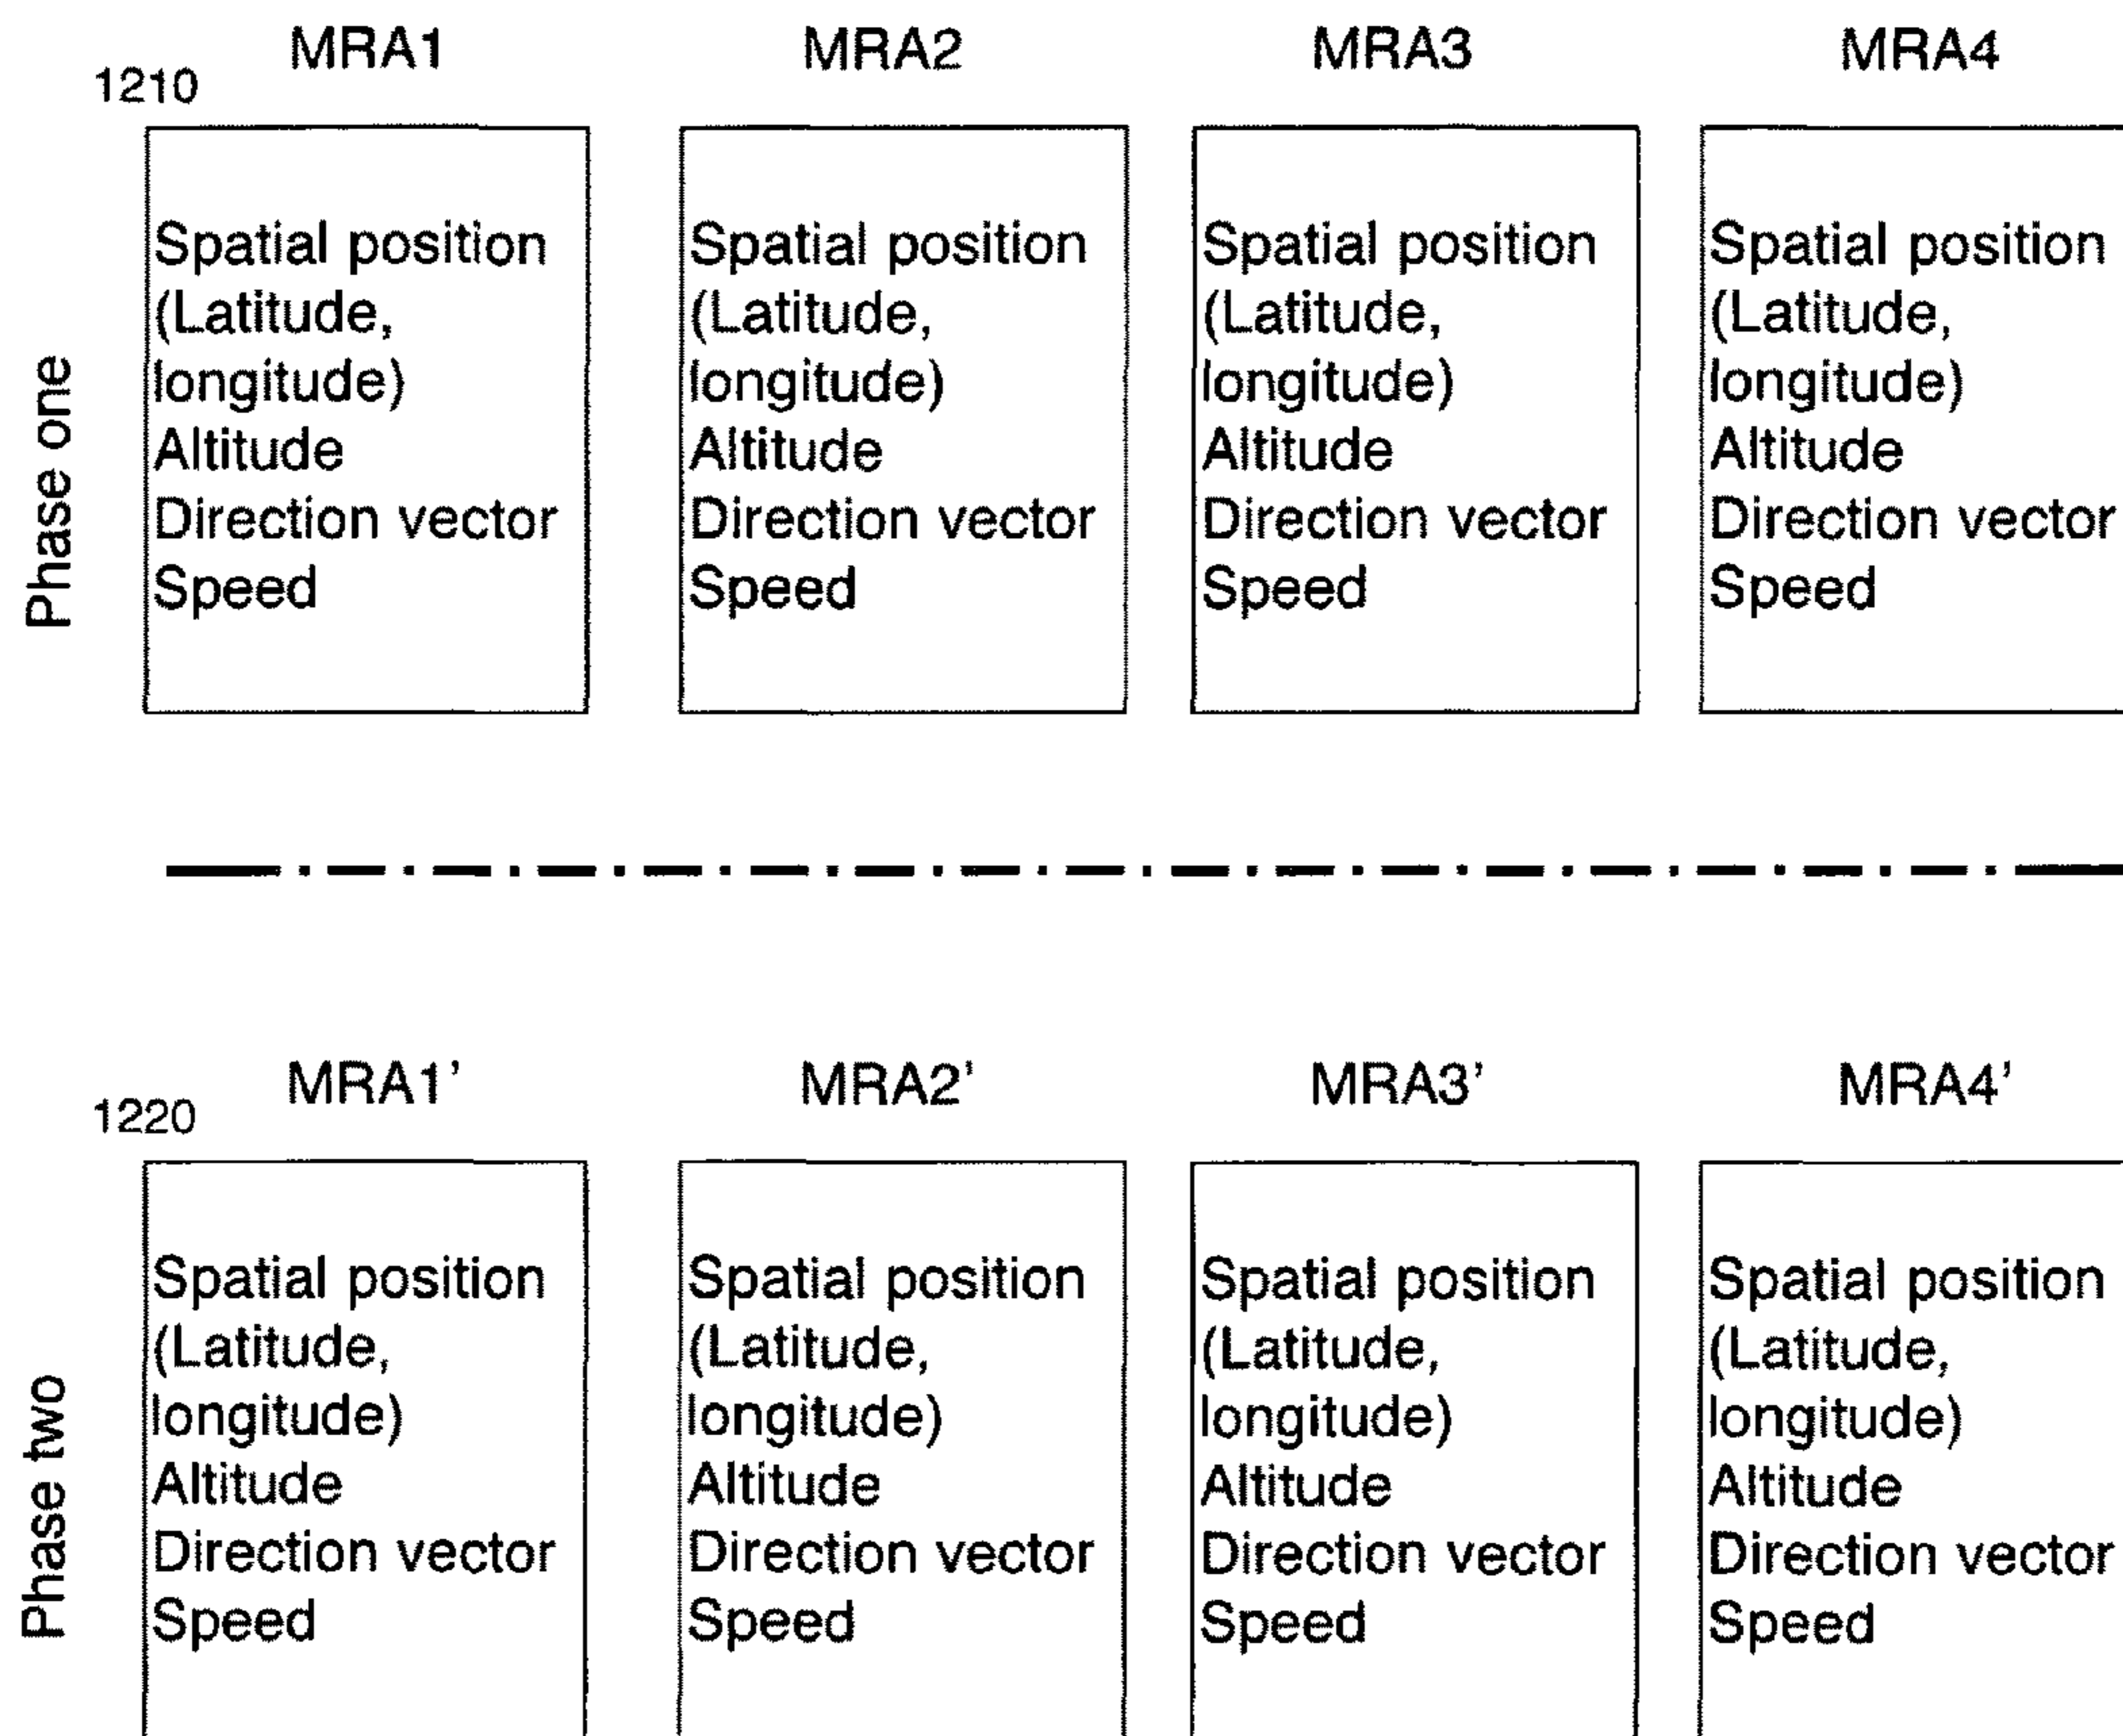 MRA1 MRA2 MRA3 MRA4
1210
Phase one
Spatial position
(Latitude,
longitude)
Altitude
Direction vector
Speed
Spatial position
(Latitude,
longitude)
Altitude
Direction vector
Speed
Spatial position
(Latitude,
longitude)
Altitude
Direction vector
Speed
Spatial position
(Latitude,
longitude)
Altitude
Direction vector
Speed
MRA1' MRA2' MRA3' MRA4'
1220
Phase two
Spatial position
(Latitude,
longitude)
Altitude
Direction vector
Speed
Spatial position
(Latitude,
longitude)
Altitude
Direction vector
Speed
Spatial position
(Latitude,
longitude)
Altitude
Direction vector
Speed
Spatial position
(Latitude,
longitude)
Altitude
Direction vector
Speed